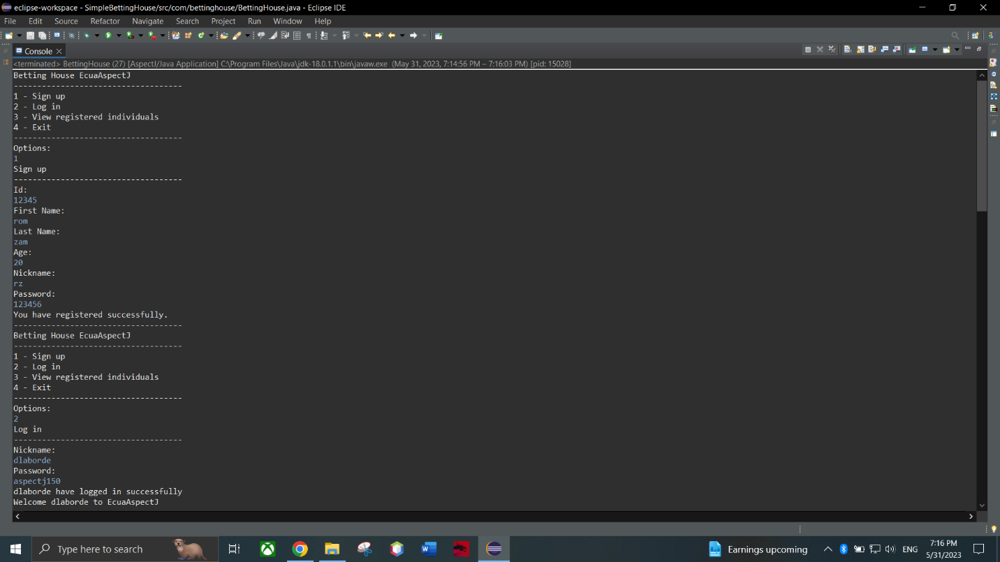 eclipse-workspace - SimpleBettingHouse/src/com/bettinghouse/BettingHouse.java - Eclipse IDE
File Edit Source Refactor Navigate Search Project Run Window Help
Console
<terminated> BettingHouse (27) [AspectJ/Java Application] C:\Program Files\Java\jdk-18.0.1.1\bin\javaw.exe (May 31, 2023, 7:14:56 PM – 7:16:03 PM) [pid: 15028]
Betting House EcuaAspectJ
------------------------------------
1 - Sign up
2 - Log in
3 - View registered individuals
4 - Exit
------------------------------------
Options:
1
Sign up
------------------------------------
Id:
12345
First Name:
rom
Last Name:
zam
Age:
20
Nickname:
rz
Password:
123456
You have registered successfully.
------------------------------------
Betting House EcuaAspectJ
------------------------------------
1 - Sign up
2 - Log in
3 - View registered individuals
4 - Exit
------------------------------------
Options:
2
Log in
------------------------------------
Nickname:
dlaborde
Password:
aspectj150
dlaborde have logged in successfully
Welcome dlaborde to EcuaAspectJ
Type here to search
Earnings upcoming
ENG
7:16 PM
5/31/2023